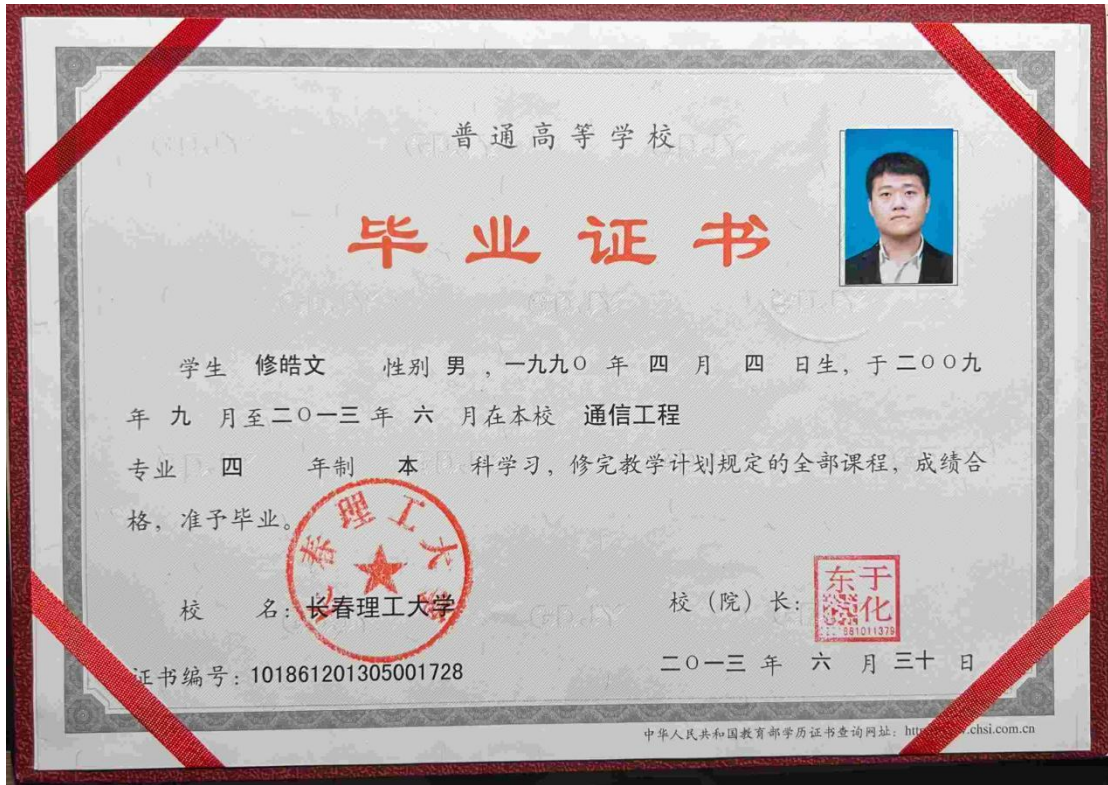 普通高等学校
毕业证书
学生 修皓文 性别 男 ，一九九〇 年 四 月 四 日生，于二〇〇九
年 九 月至二〇一三 年 六 月在本校 通信工程
专业 四 年制 本 科学习，修完教学计划规定的全部课程，成绩合
格，准予毕业。
长春理工大学
校 名：长春理工大学
校（院）长：
于化东
证书编号：101861201305001728
二〇一三 年 六 月 三十 日
中华人民共和国教育部学历证书查询网址：.chsi.com.cn